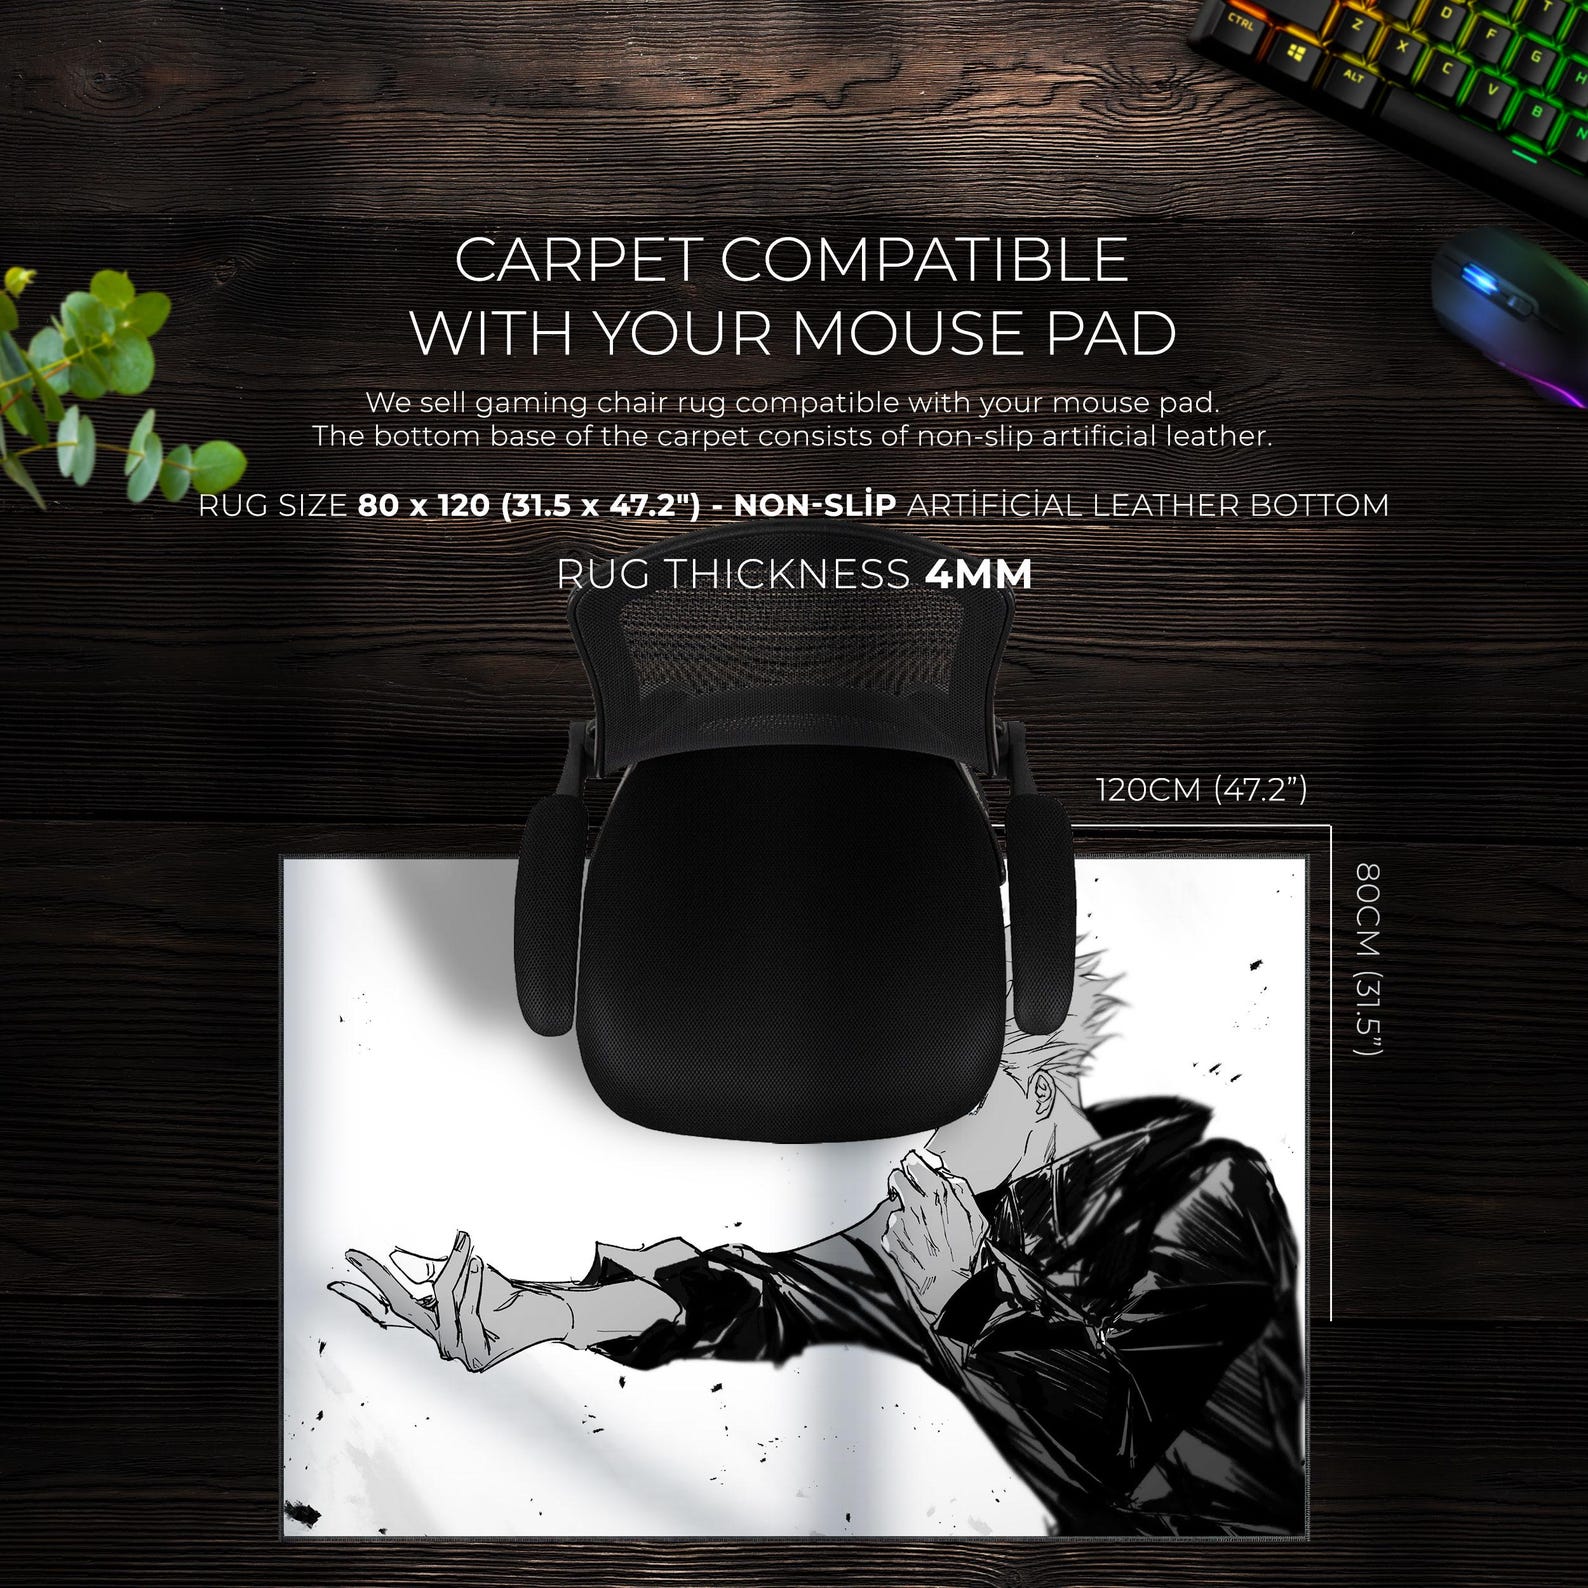 CARPET COMPATIBLE
WITH YOUR MOUSE PAD
We sell gaming chair rug compatible with your mouse pad.
The bottom base of the carpet consists of non-slip artificial leather.
RUG SIZE 80 x 120 (31.5 x 47.2") - NON-SLİP ARTİFİCİAL LEATHER BOTTOM
RUG THICKNESS 4MM
120CM (47.2”)
80CM (31.5”)
CTRL
ALT
Z
X
C
V
B
N
D
F
G
H
T